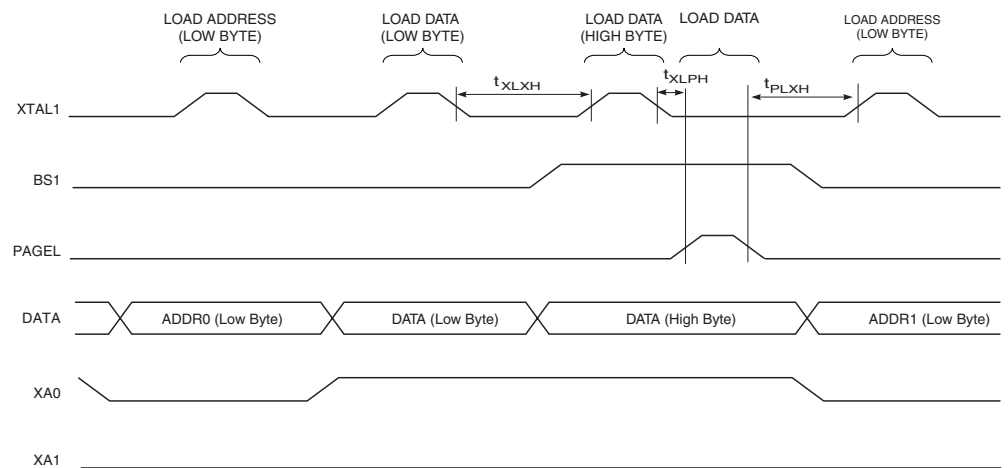 LOAD ADDRESS
(LOW BYTE)
LOAD DATA
(LOW BYTE)
LOAD DATA
(HIGH BYTE)
LOAD DATA
LOAD ADDRESS
(LOW BYTE)
tXLXH
tXLPH
tPLXH
XTAL1
BS1
PAGEL
DATA
ADDR0 (Low Byte)
DATA (Low Byte)
DATA (High Byte)
ADDR1 (Low Byte)
XA0
XA1